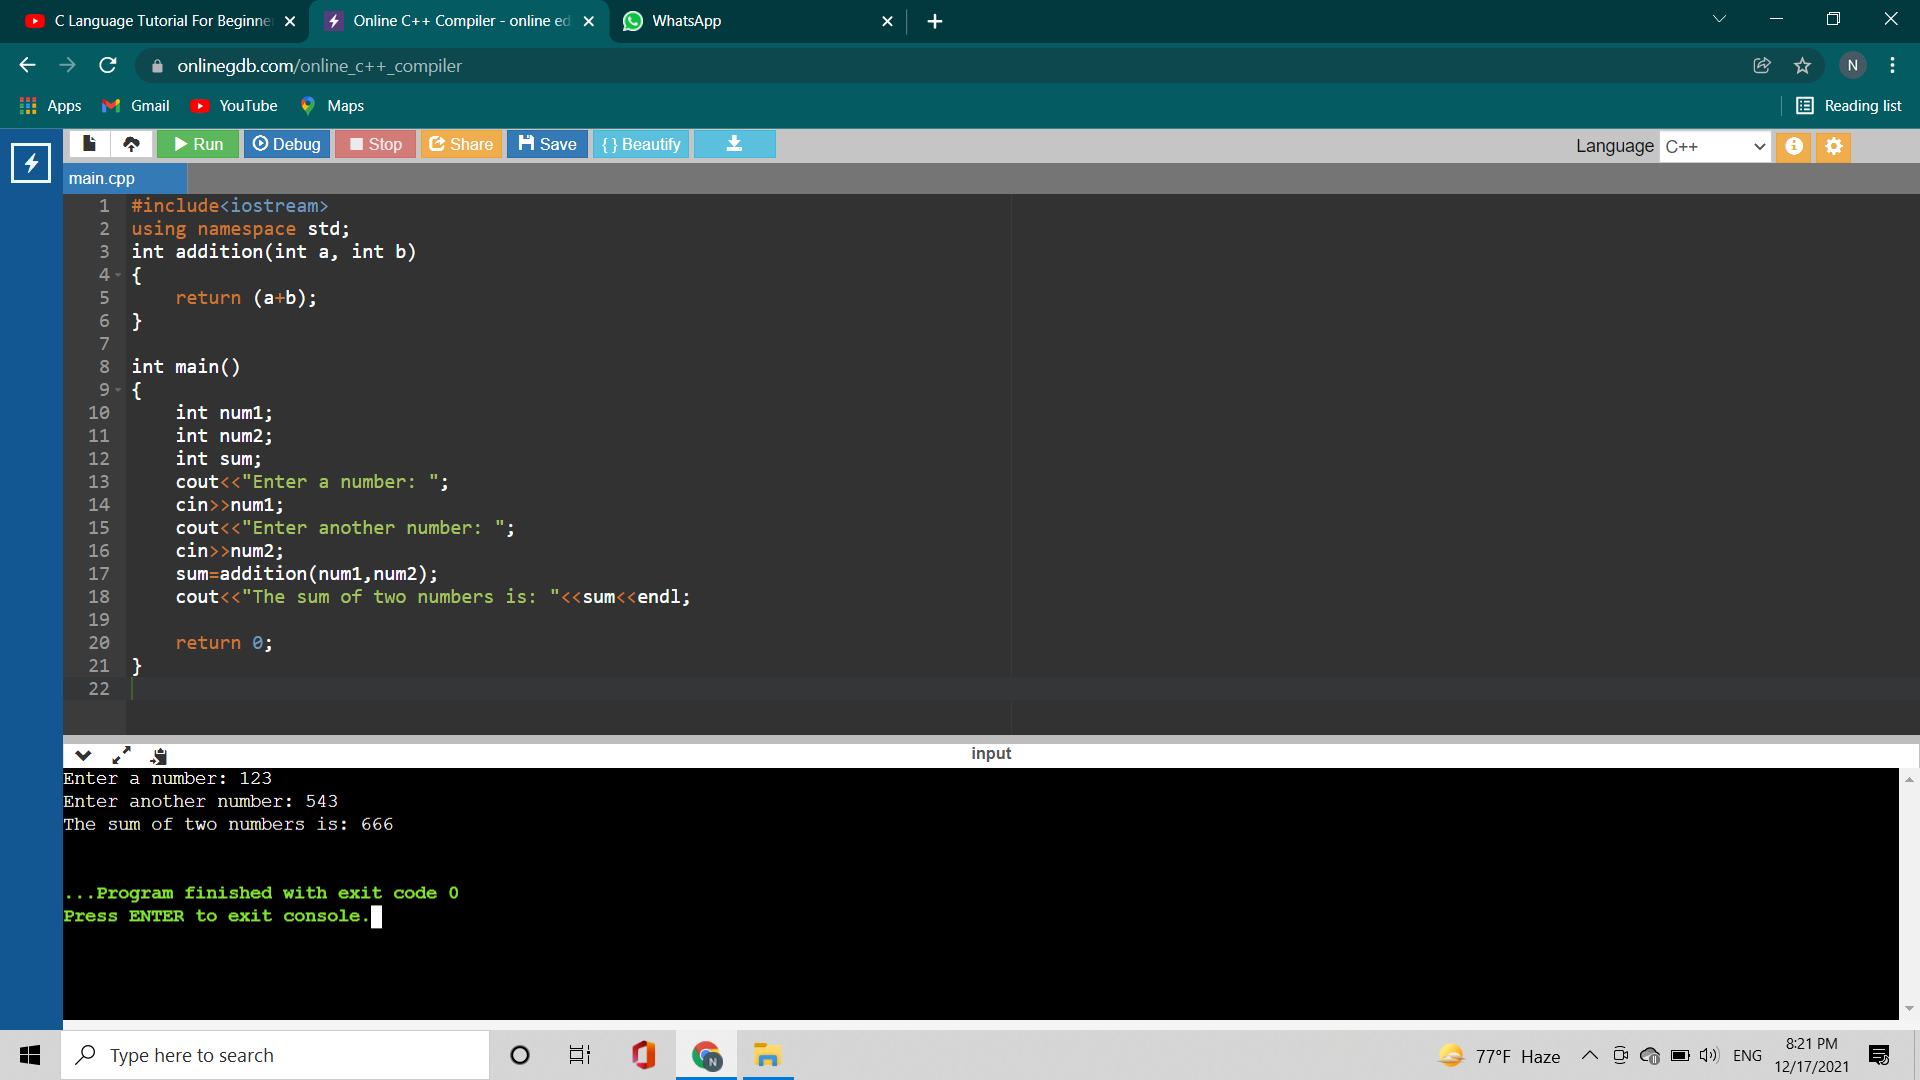 C Language Tutorial For Beginne
Online C++ Compiler - online ed
WhatsApp
onlinegdb.com/online_c++_compiler
N
Apps
Gmail
YouTube
Maps
Reading list
Run
Debug
Stop
Share
Save
{ } Beautify
Language
C++
main.cpp
1 #include<iostream>
2 using namespace std;
3 int addition(int a, int b)
4 {
5     return (a+b);
6 }
7
8 int main()
9 {
10     int num1;
11     int num2;
12     int sum;
13     cout<<"Enter a number: ";
14     cin>>num1;
15     cout<<"Enter another number: ";
16     cin>>num2;
17     sum=addition(num1,num2);
18     cout<<"The sum of two numbers is: "<<sum<<endl;
19
20     return 0;
21 }
22
input
Enter a number: 123
Enter another number: 543
The sum of two numbers is: 666
...Program finished with exit code 0
Press ENTER to exit console.
Type here to search
N
77°F Haze
ENG
8:21 PM
12/17/2021